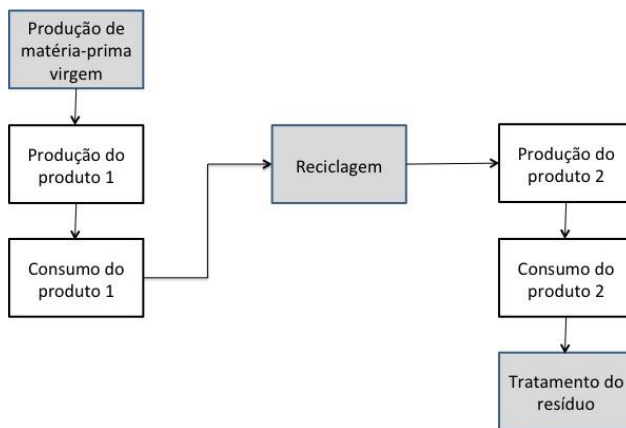 Produção de
matéria-prima
virgem
Produção do
produto 1
Consumo do
produto 1
Reciclagem
Produção do
produto 2
Consumo do
produto 2
Tratamento do
resíduo